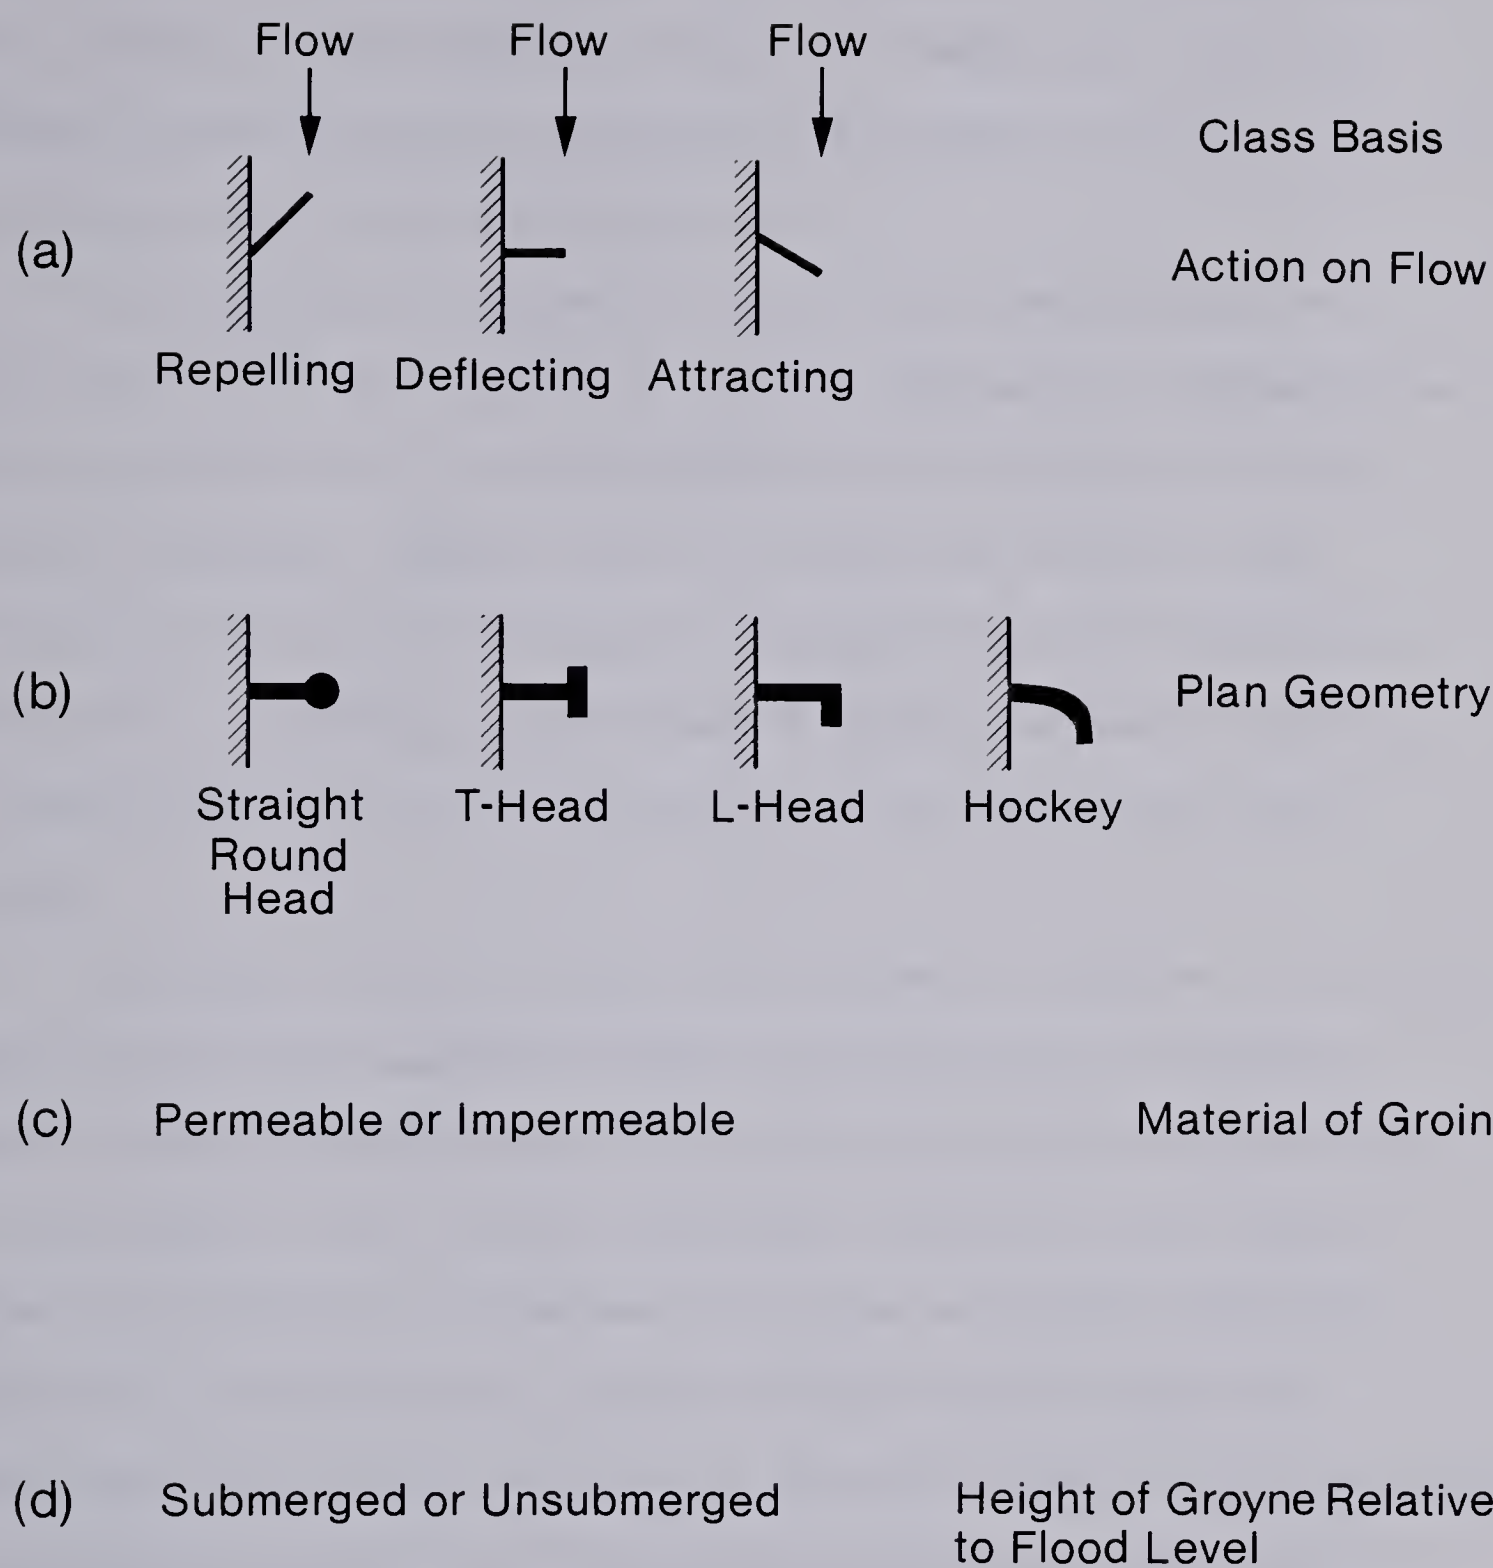 Flow Flow Flow
Class Basis
(a) Action on Flow
Repelling Deflecting Attracting
(b) Plan Geometry
Straight T-Head L-Head Hockey
Round
Head
(c) Permeable or Impermeable Material of Groin
(d) Submerged or Unsubmerged Height of Groyne Relative
to Flood Level